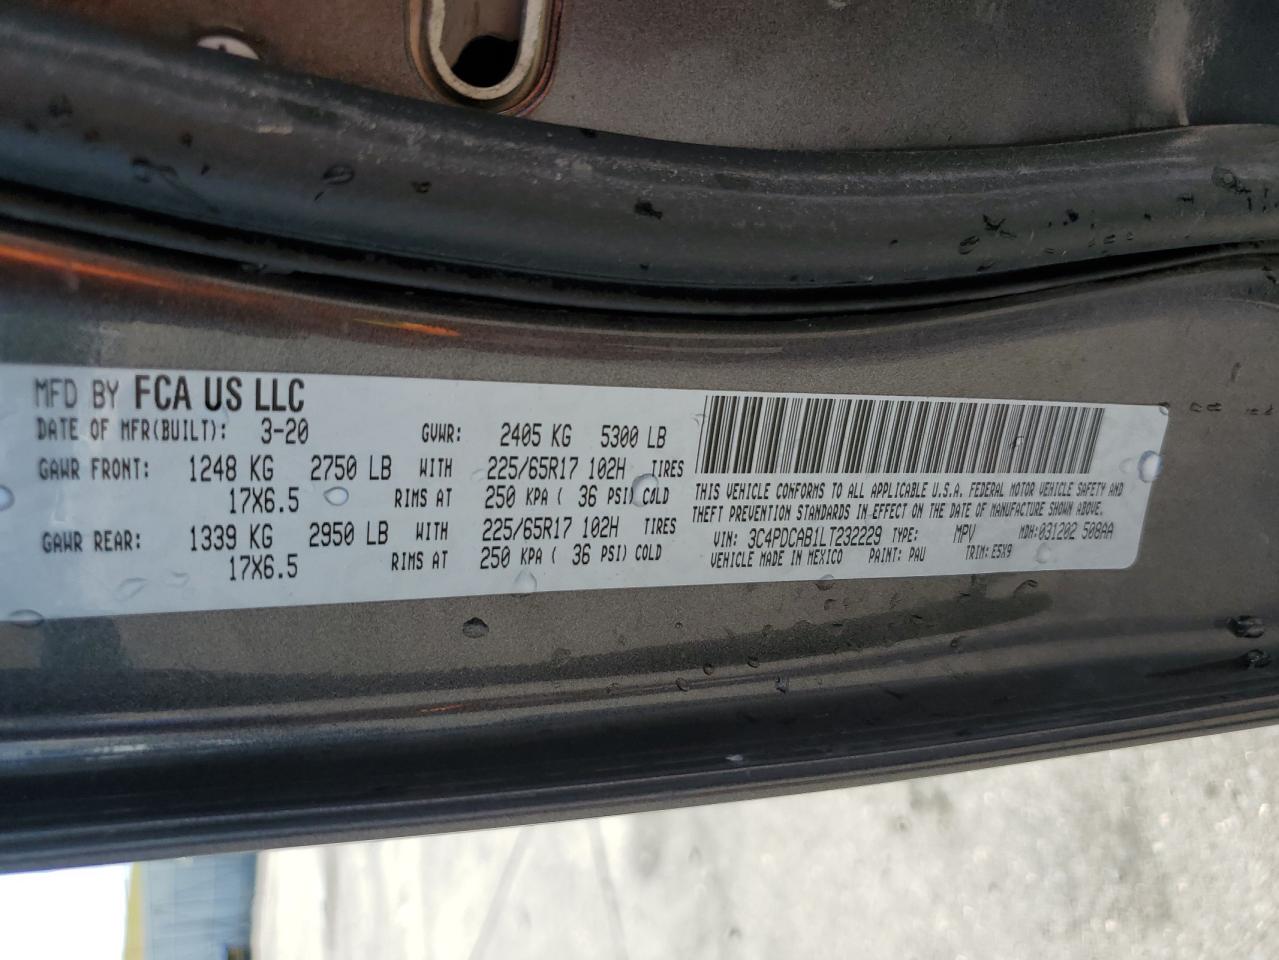 MFD BY FCA US LLC
DATE OF MFR(BUILT): 3-20 GVWR: 2405 KG 5300 LB
GAWR FRONT: 1248 KG 2750 LB WITH 225/65R17 102H TIRES
17X6.5 RIMS AT 250 KPA ( 36 PSI) COLD
GAWR REAR: 1339 KG 2950 LB WITH 225/65R17 102H TIRES
17X6.5 RIMS AT 250 KPA ( 36 PSI) COLD
THIS VEHICLE CONFORMS TO ALL APPLICABLE U.S.A. FEDERAL MOTOR VEHICLE SAFETY AND
THEFT PREVENTION STANDARDS IN EFFECT ON THE DATE OF MANUFACTURE SHOWN ABOVE.
VIN: 3C4PDCAB1LT232229 TYPE: MPV MDH: 031202 508AA
VEHICLE MADE IN MEXICO PAINT: PAU TRIM: E5X9